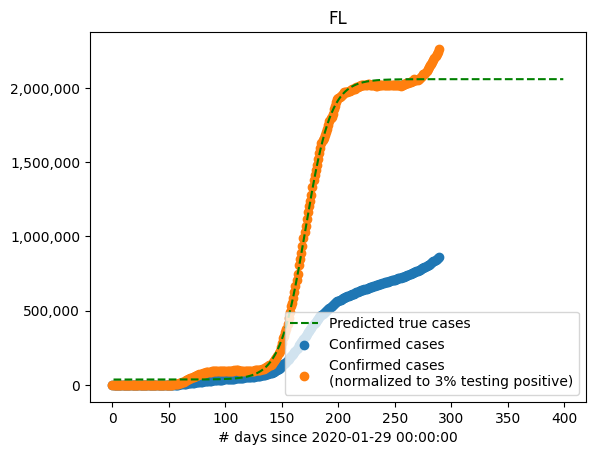 FL
2,000,000
1,500,000
1,000,000
500,000
0
Predicted true cases
Confirmed cases
Confirmed cases
(normalized to 3% testing positive)
0 50 100 150 200 250 300 350 400
# days since 2020-01-29 00:00:00